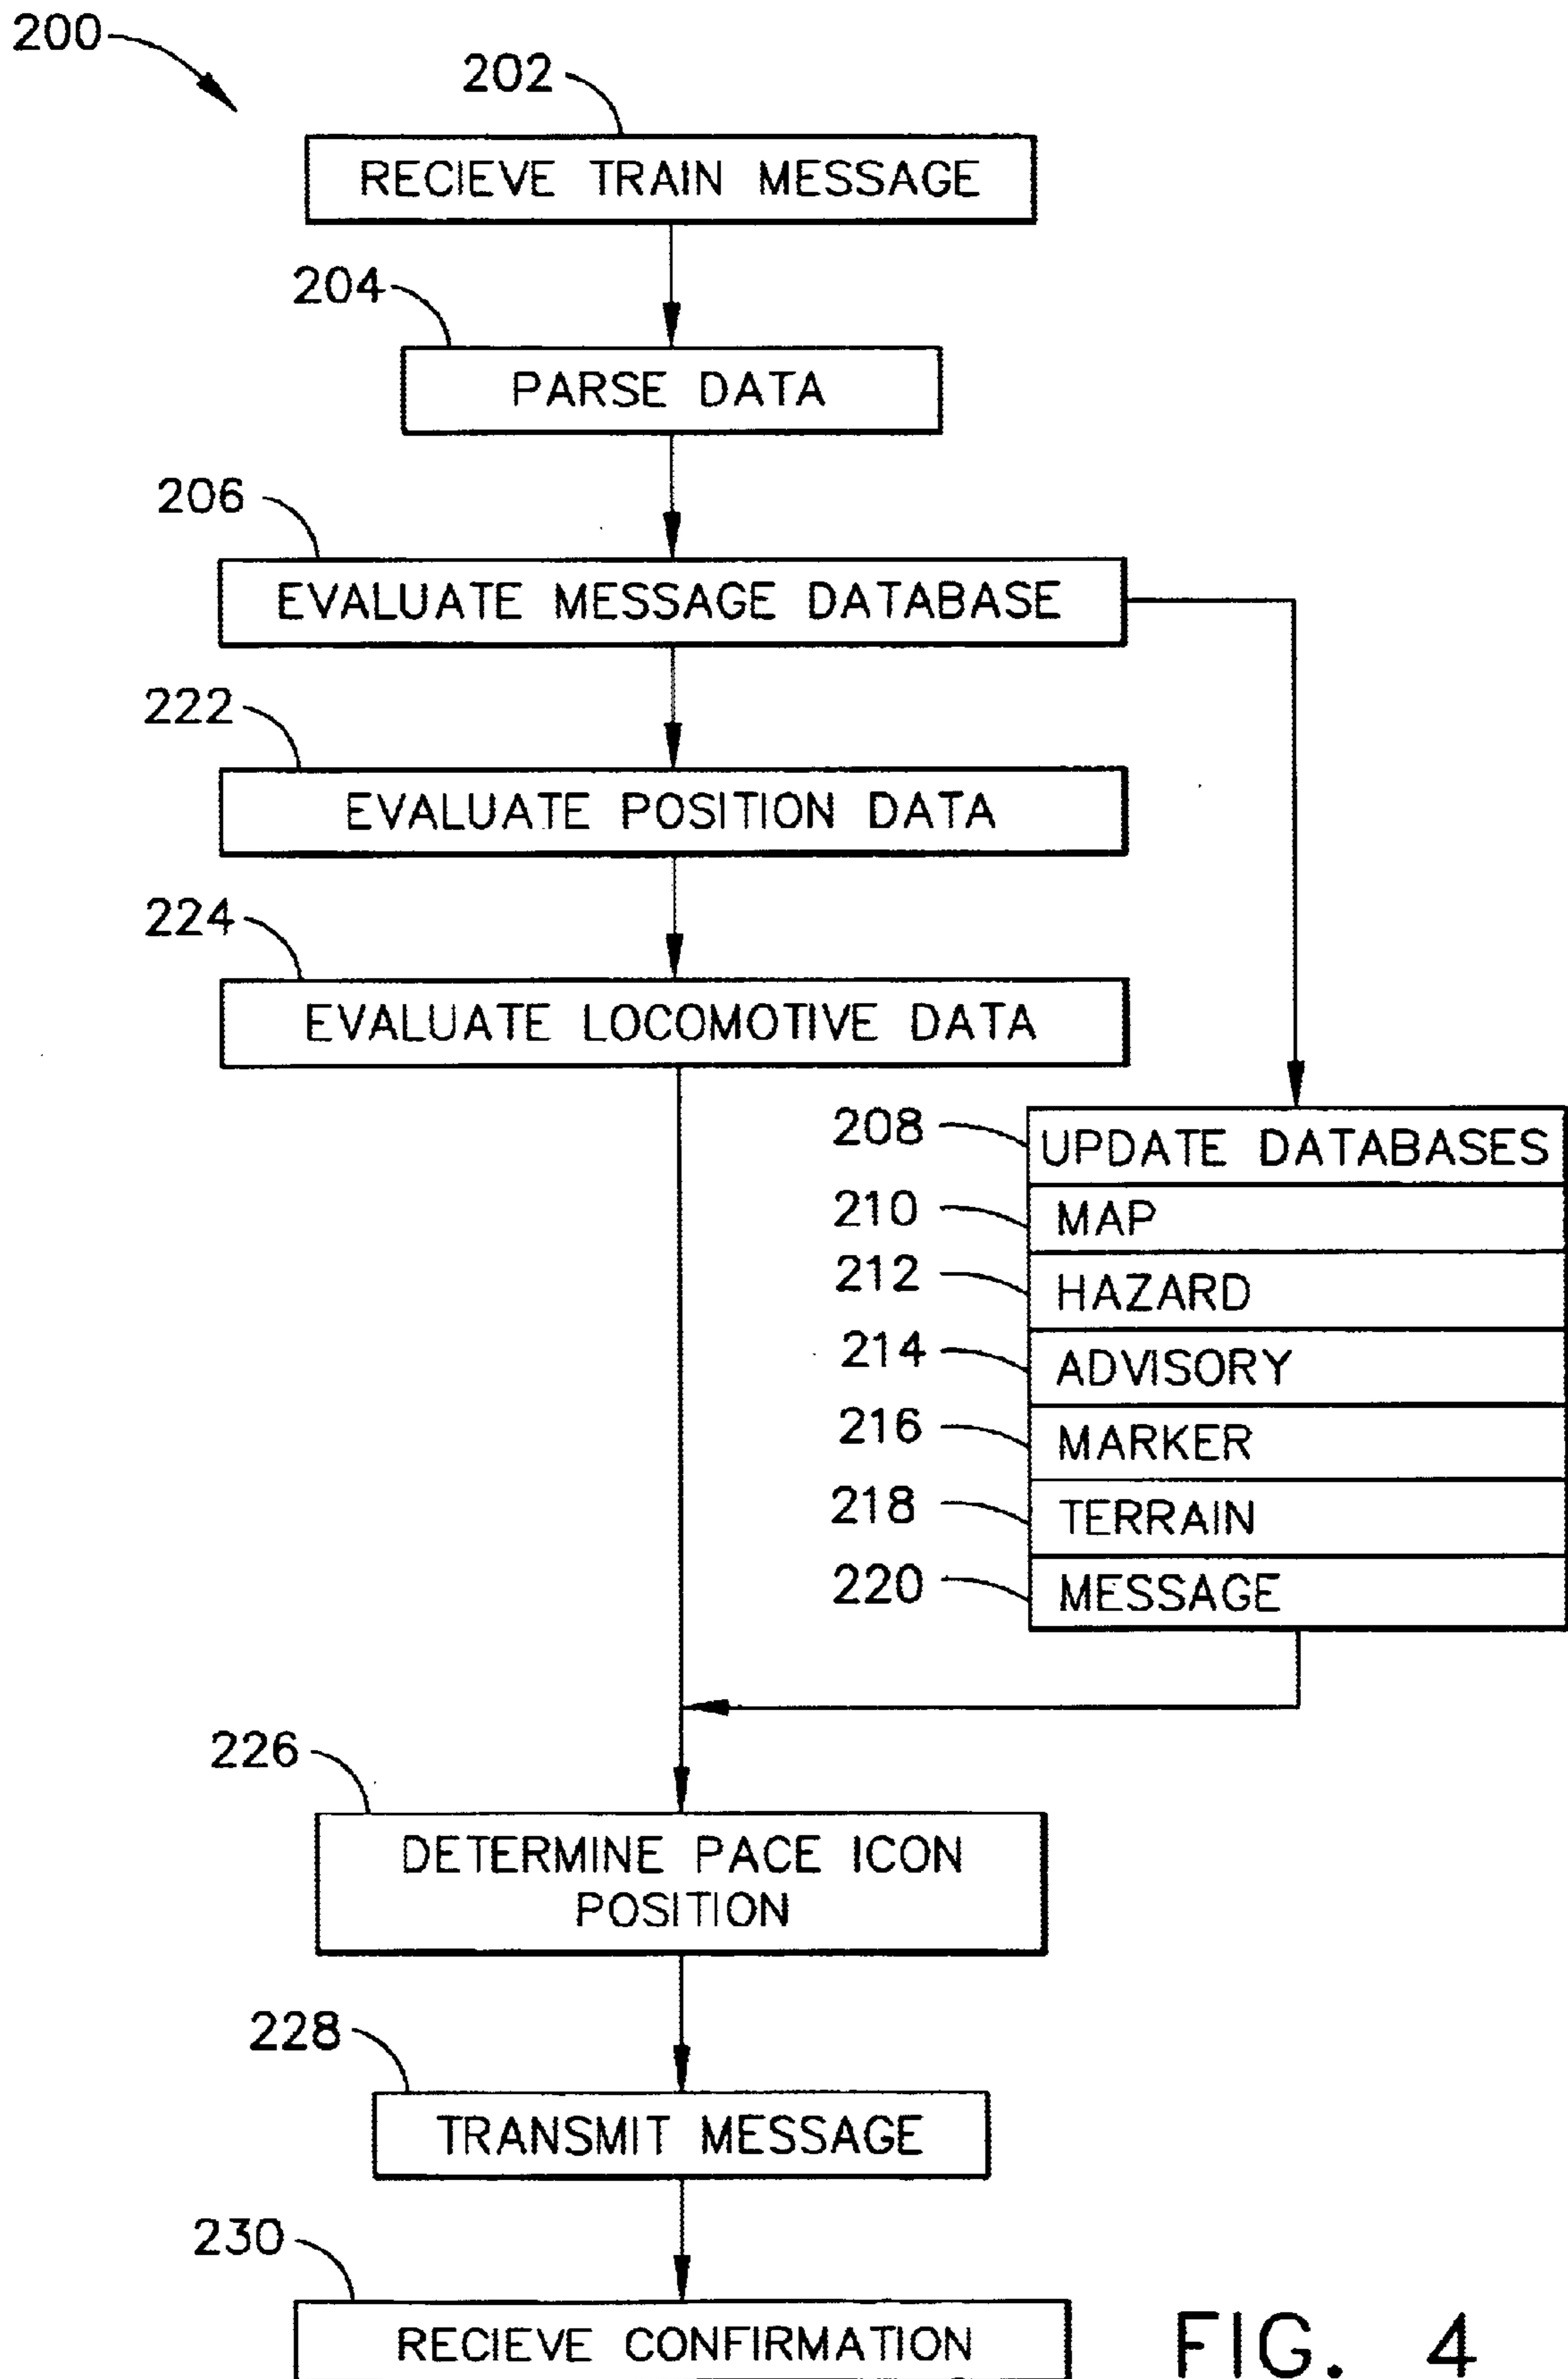 200
202
RECIEVE TRAIN MESSAGE
204
PARSE DATA
206
EVALUATE MESSAGE DATABASE
222
EVALUATE POSITION DATA
224
EVALUATE LOCOMOTIVE DATA
208
UPDATE DATABASES
210
MAP
212
HAZARD
214
ADVISORY
216
MARKER
218
TERRAIN
220
MESSAGE
226
DETERMINE PACE ICON
POSITION
228
TRANSMIT MESSAGE
230
RECIEVE CONFIRMATION
FIG. 4